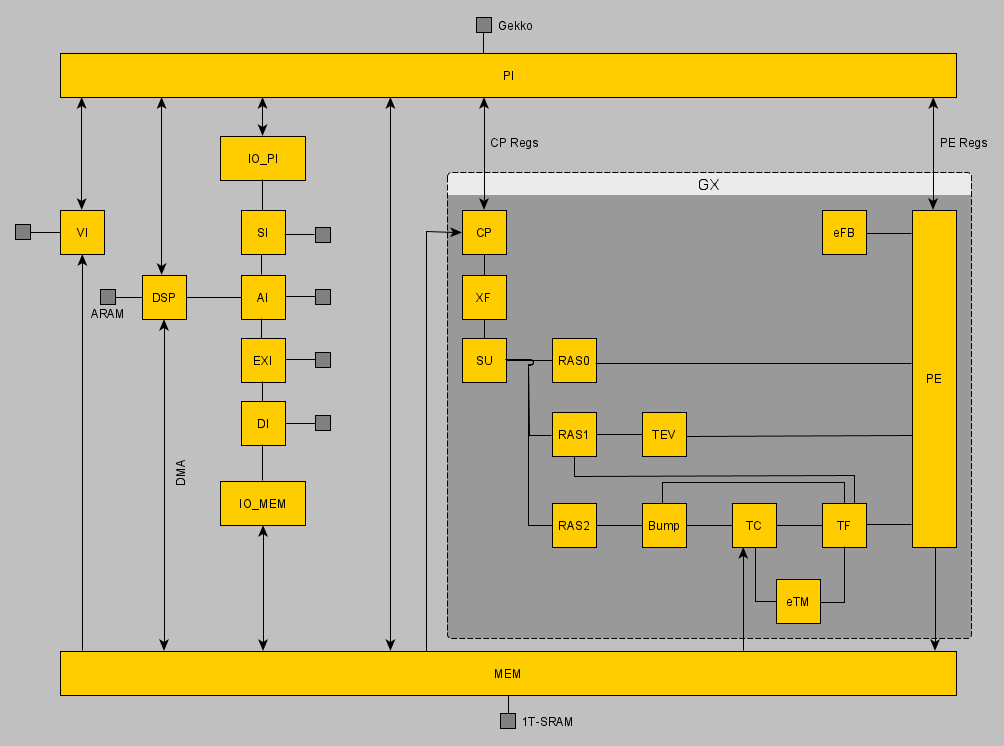 Gekko
PI
CP Regs
PE Regs
IO_PI
GX
VI
SI
CP
eFB
DSP
AI
XF
ARAM
EXI
SU
RAS0
PE
DI
RAS1
TEV
DMA
IO_MEM
RAS2
Bump
TC
TF
eTM
MEM
1T-SRAM